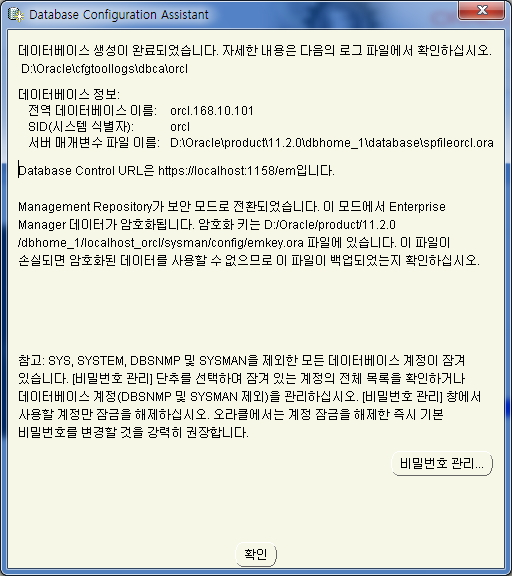 Database Configuration Assistant
데이터베이스 생성이 완료되었습니다. 자세한 내용은 다음의 로그 파일에서 확인하십시오.
D:\Oracle\cfgtoollogs\dbca\orcl
데이터베이스 정보:
전역 데이터베이스 이름: orcl.168.10.101
SID(시스템 식별자): orcl
서버 매개변수 파일 이름: D:\Oracle\product\11.2.0\dbhome_1\database\spfileorcl.ora
Database Control URL은 https://localhost:1158/em입니다.
Management Repository가 보안 모드로 전환되었습니다. 이 모드에서 Enterprise
Manager 데이터가 암호화됩니다. 암호화 키는 D:/Oracle/product/11.2.0
/dbhome_1/localhost_orcl/sysman/config/emkey.ora 파일에 있습니다. 이 파일이
손실되면 암호화된 데이터를 사용할 수 없으므로 이 파일이 백업되었는지 확인하십시오.
참고: SYS, SYSTEM, DBSNMP 및 SYSMAN을 제외한 모든 데이터베이스 계정이 잠겨
있습니다. [비밀번호 관리] 단추를 선택하여 잠겨 있는 계정의 전체 목록을 확인하거나
데이터베이스 계정(DBSNMP 및 SYSMAN 제외)을 관리하십시오. [비밀번호 관리] 창에서
사용할 계정만 잠금을 해제하십시오. 오라클에서는 계정 잠금을 해제한 즉시 기본
비밀번호를 변경할 것을 강력히 권장합니다.
비밀번호 관리...
확인